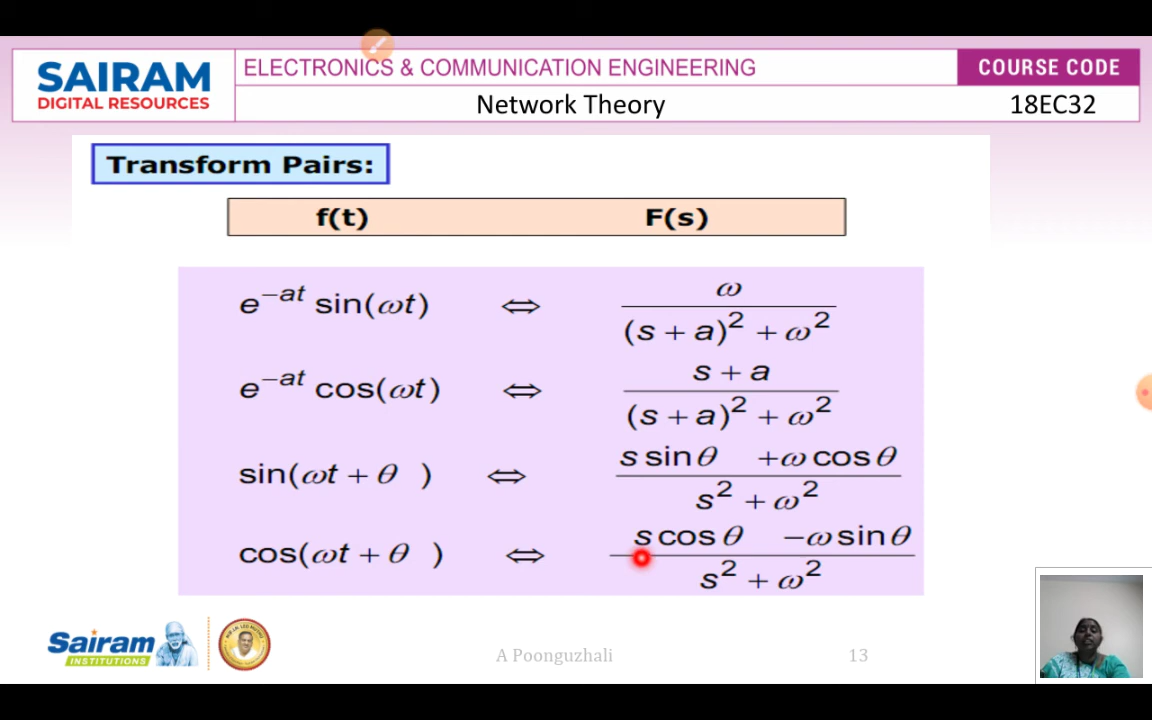 SAIRAM
DIGITAL RESOURCES
ELECTRONICS & COMMUNICATION ENGINEERING
COURSE CODE
Network Theory
18EC32
Transform Pairs:
f(t) F(s)
e^{-at} sin(ωt) ⇔ ω / ((s + a)² + ω²)
e^{-at} cos(ωt) ⇔ (s + a) / ((s + a)² + ω²)
sin(ωt + θ ) ⇔ (s sinθ + ω cosθ) / (s² + ω²)
cos(ωt + θ ) ⇔ (s cosθ − ω sinθ) / (s² + ω²)
Sairam
INSTITUTIONS
A Poonguzhali
13